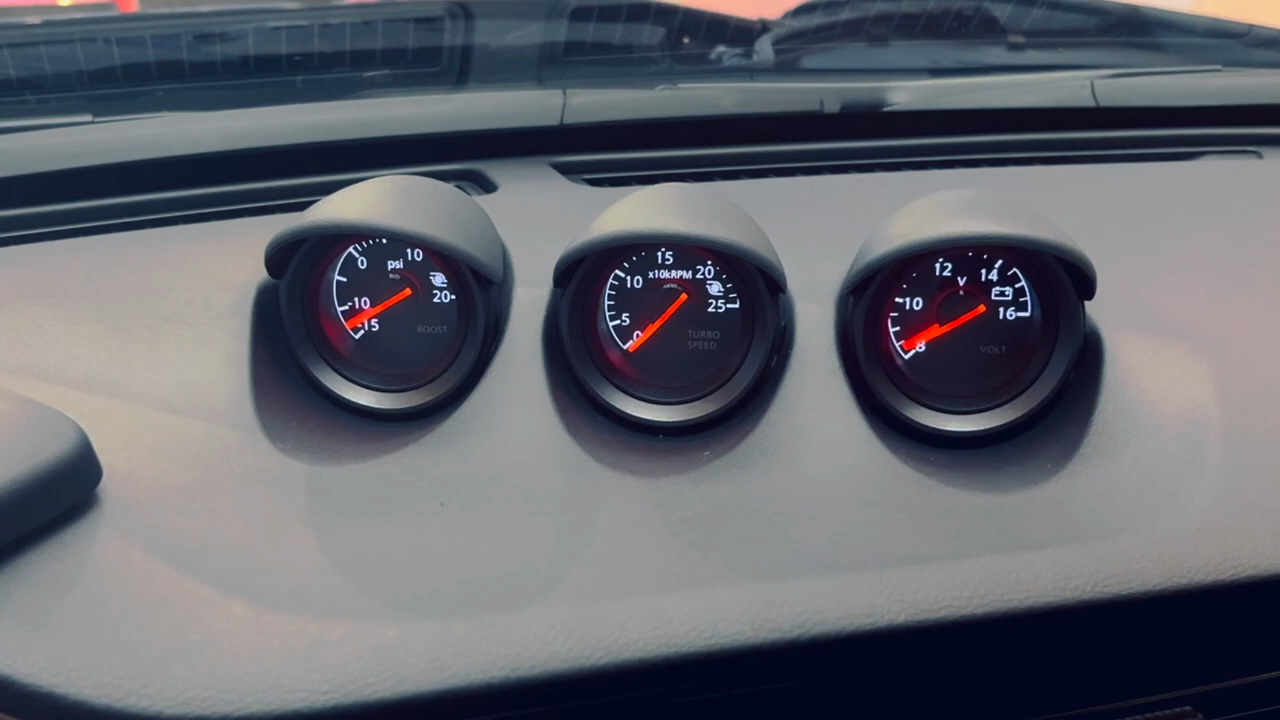 0 psi 10
-10 20
-15
BOOST
15
x10kRPM 20
10
5 25
0
TURBO
SPEED
12 V 14
10 16
8
VOLT